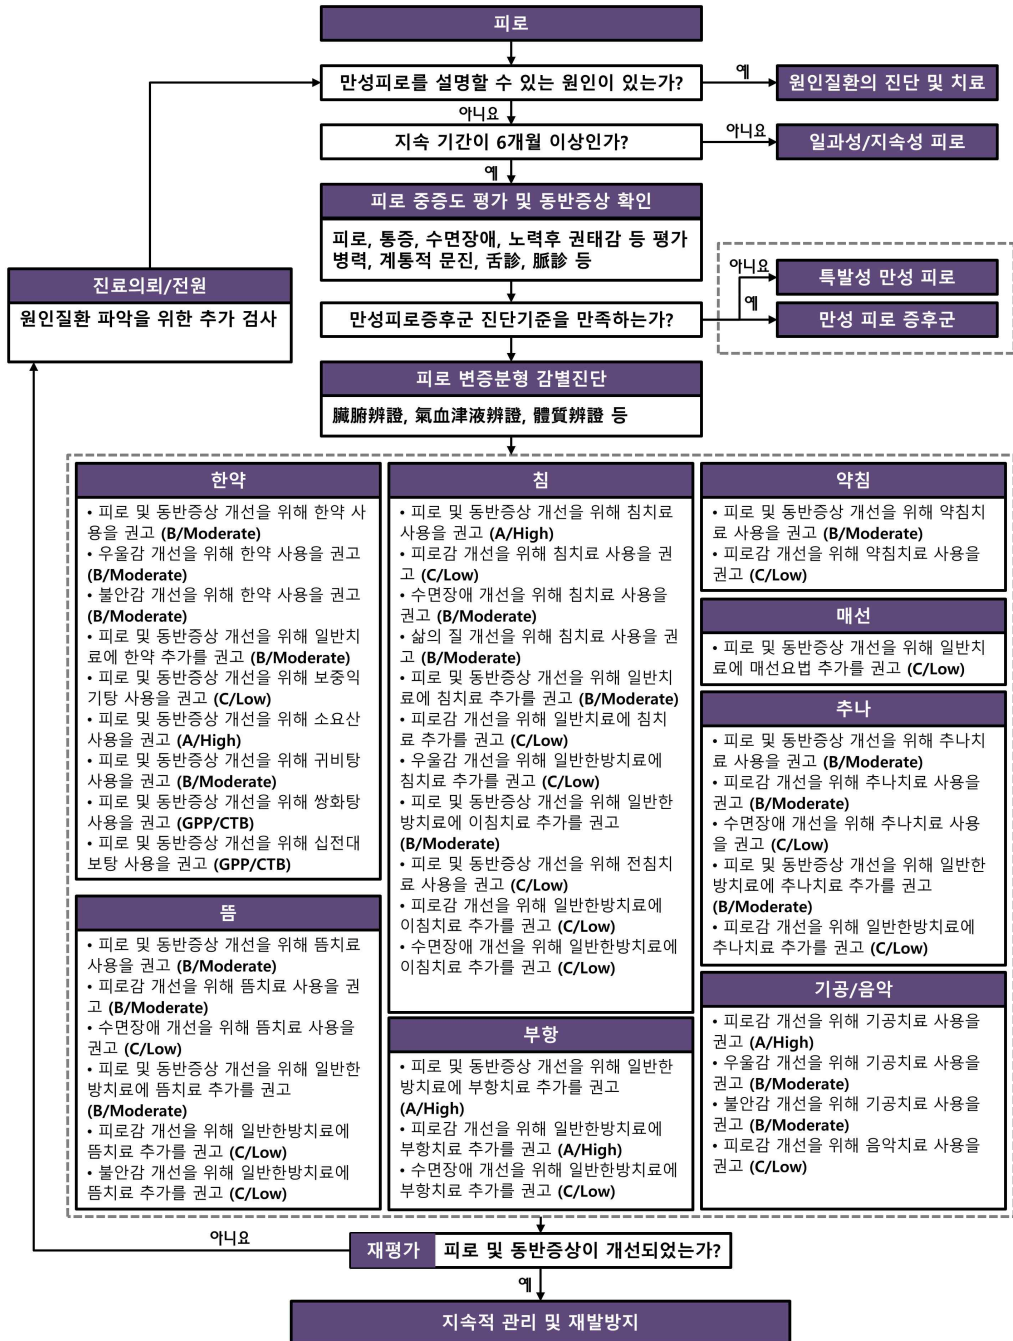 피로
만성피로를 설명할 수 있는 원인이 있는가?
예
원인질환의 진단 및 치료
아니요
지속 기간이 6개월 이상인가?
아니요
일과성/지속성 피로
예
피로 중증도 평가 및 동반증상 확인
피로, 통증, 수면장애, 노력후 권태감 등 평가
병력, 계통적 문진, 舌診, 脈診 등
진료의뢰/전원
원인질환 파악을 위한 추가 검사
만성피로증후군 진단기준을 만족하는가?
아니요
특발성 만성 피로
예
만성 피로 증후군
피로 변증분형 감별진단
臟腑辨證, 氣血津液辨證, 體質辨證 등
한약
• 피로 및 동반증상 개선을 위해 한약 사
용을 권고 (B/Moderate)
• 우울감 개선을 위해 한약 사용을 권고
(B/Moderate)
• 불안감 개선을 위해 한약 사용을 권고
(B/Moderate)
• 피로 및 동반증상 개선을 위해 일반치
료에 한약 추가를 권고 (B/Moderate)
• 피로 및 동반증상 개선을 위해 보중익
기탕 사용을 권고 (C/Low)
• 피로 및 동반증상 개선을 위해 소요산
사용을 권고 (A/High)
• 피로 및 동반증상 개선을 위해 귀비탕
사용을 권고 (B/Moderate)
• 피로 및 동반증상 개선을 위해 쌍화탕
사용을 권고 (GPP/CTB)
• 피로 및 동반증상 개선을 위해 십전대
보탕 사용을 권고 (GPP/CTB)
뜸
• 피로 및 동반증상 개선을 위해 뜸치료
사용을 권고 (B/Moderate)
• 피로감 개선을 위해 뜸치료 사용을 권
고 (B/Moderate)
• 수면장애 개선을 위해 뜸치료 사용을
권고 (C/Low)
• 피로 및 동반증상 개선을 위해 일반한
방치료에 뜸치료 추가를 권고
(B/Moderate)
• 피로감 개선을 위해 일반한방치료에
뜸치료 추가를 권고 (C/Low)
• 불안감 개선을 위해 일반한방치료에
뜸치료 추가를 권고 (C/Low)
침
• 피로 및 동반증상 개선을 위해 침치료
사용을 권고 (A/High)
• 피로감 개선을 위해 침치료 사용을 권
고 (C/Low)
• 수면장애 개선을 위해 침치료 사용을
권고 (B/Moderate)
• 삶의 질 개선을 위해 침치료 사용을 권
고 (B/Moderate)
• 피로 및 동반증상 개선을 위해 일반치
료에 침치료 추가를 권고 (B/Moderate)
• 피로감 개선을 위해 일반치료에 침치
료 추가를 권고 (C/Low)
• 우울감 개선을 위해 일반한방치료에
침치료 추가를 권고 (C/Low)
• 피로 및 동반증상 개선을 위해 일반한
방치료에 이침치료 추가를 권고
(B/Moderate)
• 피로 및 동반증상 개선을 위해 전침치
료 사용을 권고 (C/Low)
• 피로감 개선을 위해 일반한방치료에
이침치료 추가를 권고 (C/Low)
• 수면장애 개선을 위해 일반한방치료에
이침치료 추가를 권고 (C/Low)
부항
• 피로 및 동반증상 개선을 위해 일반한
방치료에 부항치료 추가를 권고
(A/High)
• 피로감 개선을 위해 일반한방치료에
부항치료 추가를 권고 (A/High)
• 수면장애 개선을 위해 일반한방치료에
부항치료 추가를 권고 (C/Low)
약침
• 피로 및 동반증상 개선을 위해 약침치
료 사용을 권고 (B/Moderate)
• 피로감 개선을 위해 약침치료 사용을
권고 (C/Low)
매선
• 피로 및 동반증상 개선을 위해 일반치
료에 매선요법 추가를 권고 (C/Low)
추나
• 피로 및 동반증상 개선을 위해 추나치
료 사용을 권고 (B/Moderate)
• 피로감 개선을 위해 추나치료 사용을
권고 (B/Moderate)
• 수면장애 개선을 위해 추나치료 사용
을 권고 (C/Low)
• 피로 및 동반증상 개선을 위해 일반한
방치료에 추나치료 추가를 권고
(B/Moderate)
• 피로감 개선을 위해 일반한방치료에
추나치료 추가를 권고 (C/Low)
기공/음악
• 피로감 개선을 위해 기공치료 사용을
권고 (A/High)
• 우울감 개선을 위해 기공치료 사용을
권고 (B/Moderate)
• 불안감 개선을 위해 기공치료 사용을
권고 (B/Moderate)
• 피로감 개선을 위해 음악치료 사용을
권고 (C/Low)
아니요
재평가 피로 및 동반증상이 개선되었는가?
예
지속적 관리 및 재발방지